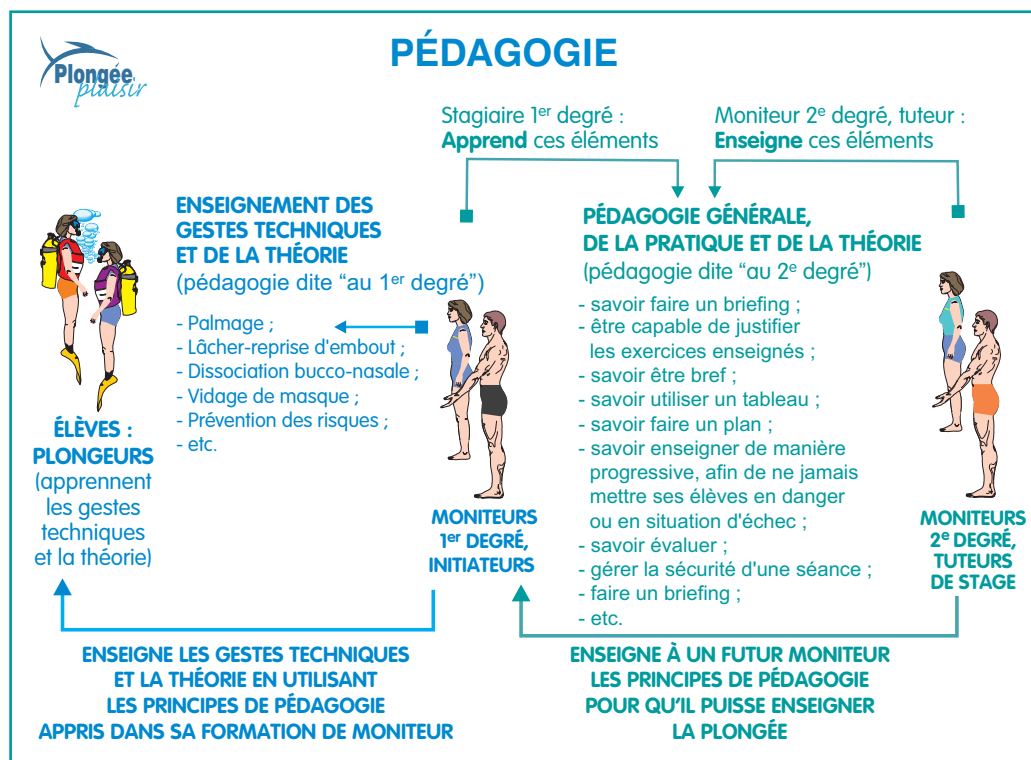 PÉDAGOGIE
Plongée
plaisir
Stagiaire 1er degré :
Apprend ces éléments
Moniteur 2e degré, tuteur :
Enseigne ces éléments
ENSEIGNEMENT DES
GESTES TECHNIQUES
ET DE LA THÉORIE
(pédagogie dite “au 1er degré”)
- Palmage ;
- Lâcher-reprise d'embout ;
- Dissociation bucco-nasale ;
- Vidage de masque ;
- Prévention des risques ;
- etc.
PÉDAGOGIE GÉNÉRALE,
DE LA PRATIQUE ET DE LA THÉORIE
(pédagogie dite “au 2e degré”)
- savoir faire un briefing ;
- être capable de justifier
les exercices enseignés ;
- savoir être bref ;
- savoir utiliser un tableau ;
- savoir faire un plan ;
- savoir enseigner de manière
progressive, afin de ne jamais
mettre ses élèves en danger
ou en situation d'échec ;
- savoir évaluer ;
- gérer la sécurité d'une séance ;
- faire un briefing ;
- etc.
ÉLÈVES :
PLONGEURS
(apprennent
les gestes
techniques
et la théorie)
MONITEURS
1er DEGRÉ,
INITIATEURS
MONITEURS
2e DEGRÉ,
TUTEURS
DE STAGE
ENSEIGNE LES GESTES TECHNIQUES
ET LA THÉORIE EN UTILISANT
LES PRINCIPES DE PÉDAGOGIE
APPRIS DANS SA FORMATION DE MONITEUR
ENSEIGNE À UN FUTUR MONITEUR
LES PRINCIPES DE PÉDAGOGIE
POUR QU'IL PUISSE ENSEIGNER
LA PLONGÉE